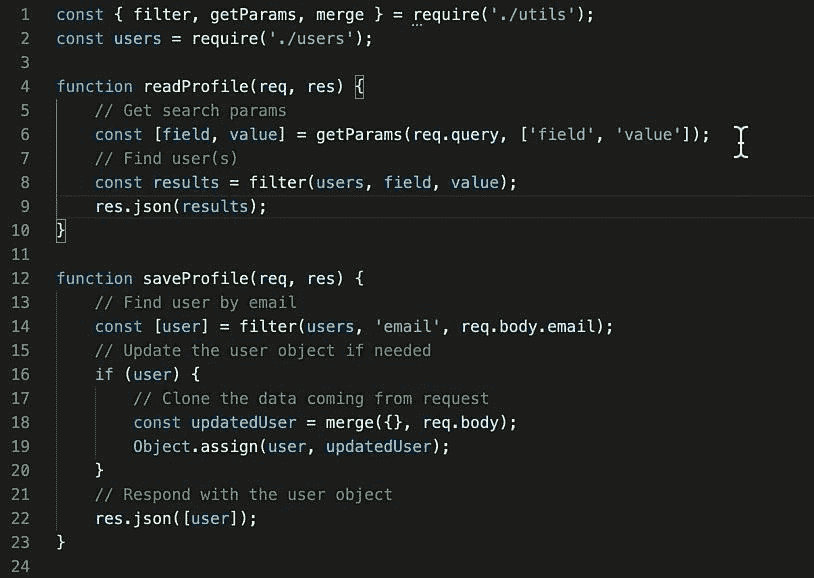 1 const { filter, getParams, merge } = require('./utils');
2 const users = require('./users');
3
4 function readProfile(req, res) {
5 // Get search params
6 const [field, value] = getParams(req.query, ['field', 'value']);
7 // Find user(s)
8 const results = filter(users, field, value);
9 res.json(results);
10 }
11
12 function saveProfile(req, res) {
13 // Find user by email
14 const [user] = filter(users, 'email', req.body.email);
15 // Update the user object if needed
16 if (user) {
17 // Clone the data coming from request
18 const updatedUser = merge({}, req.body);
19 Object.assign(user, updatedUser);
20 }
21 // Respond with the user object
22 res.json([user]);
23 }
24